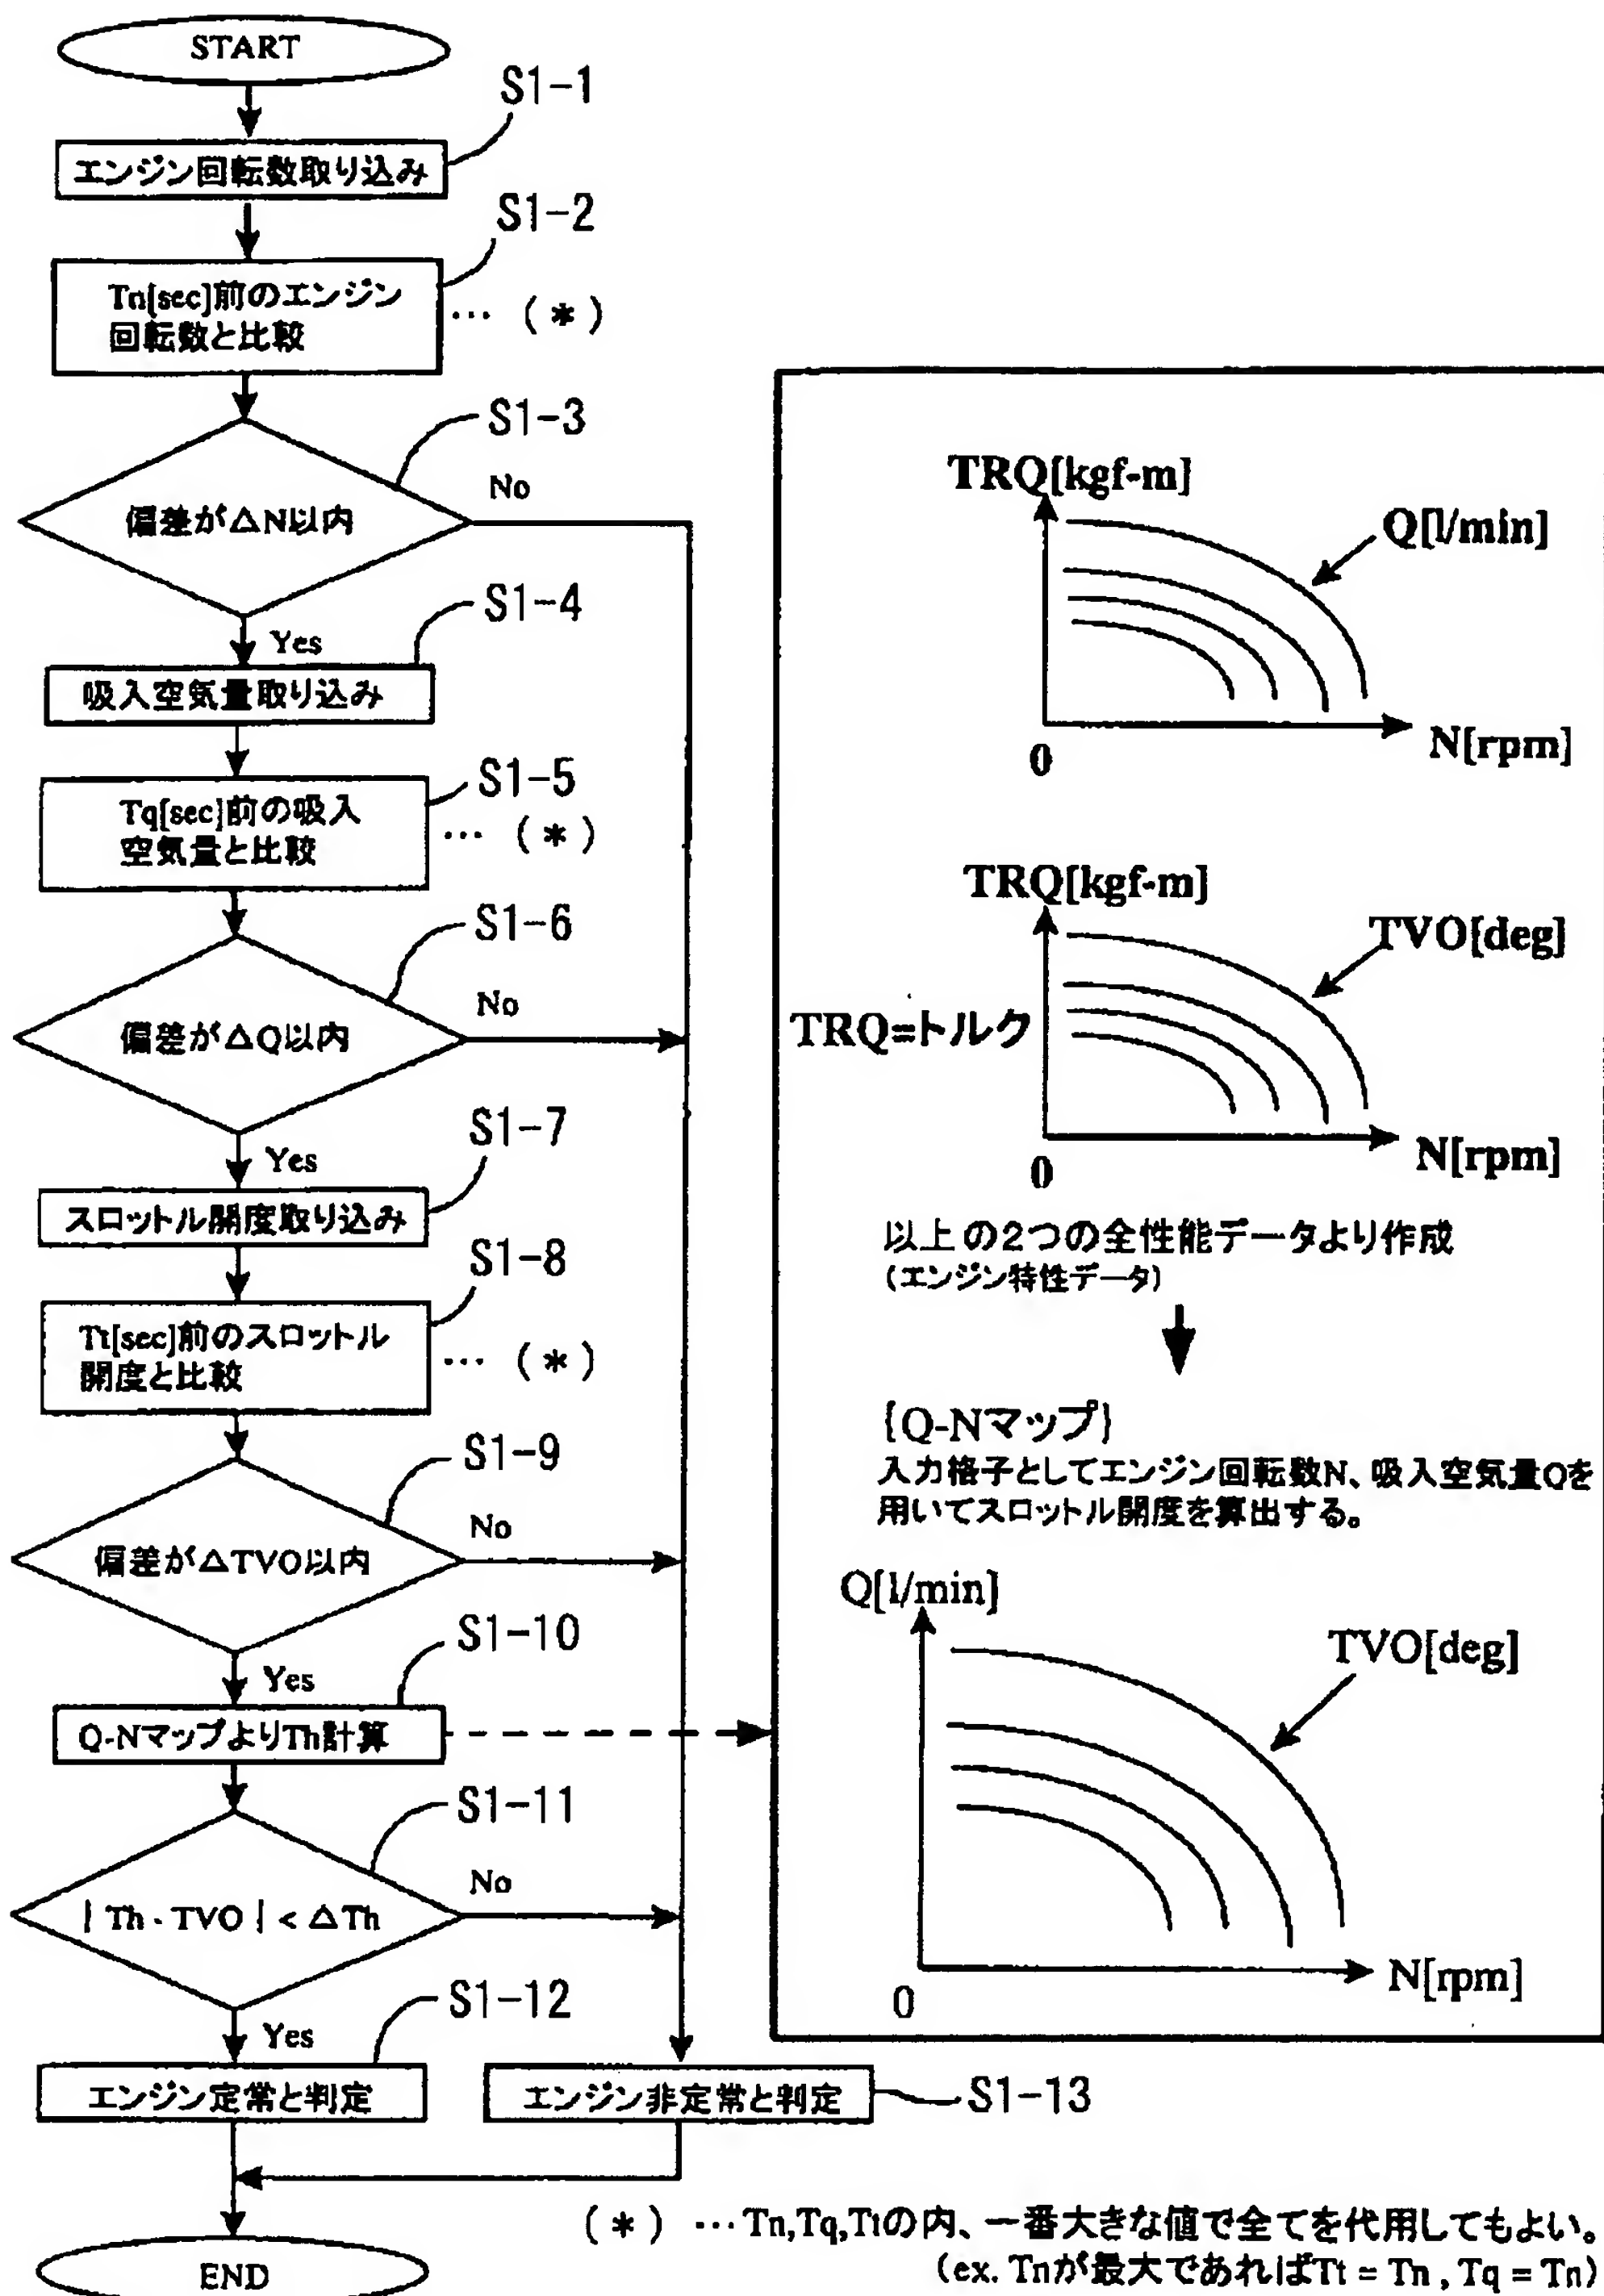 START
S1-1
エンジン回転数取り込み
S1-2
Tn[sec]前のエンジン
回転数と比較
… (*)
S1-3
偏差が△N以内
No
Yes
S1-4
吸入空気量取り込み
S1-5
Tq[sec]前の吸入
空気量と比較
… (*)
S1-6
偏差が△Q以内
No
Yes
S1-7
スロットル開度取り込み
S1-8
Tt[sec]前のスロットル
開度と比較
… (*)
S1-9
偏差が△TVO以内
No
Yes
S1-10
Q-NマップよりTh計算
S1-11
| Th - TVO | < △Th
No
Yes
S1-12
エンジン定常と判定
エンジン非定常と判定
S1-13
END
TRQ[kgf-m]
Q[l/min]
0
N[rpm]
TRQ[kgf-m]
TVO[deg]
TRQ=トルク
0
N[rpm]
以上の2つの全性能データより作成
(エンジン特性データ)
{Q-Nマップ}
入力格子としてエンジン回転数N、吸入空気量Qを
用いてスロットル開度を算出する。
Q[l/min]
TVO[deg]
0
N[rpm]
(*) …Tn,Tq,Ttの内、一番大きな値で全てを代用してもよい。
(ex. Tnが最大であればTt = Tn , Tq = Tn)